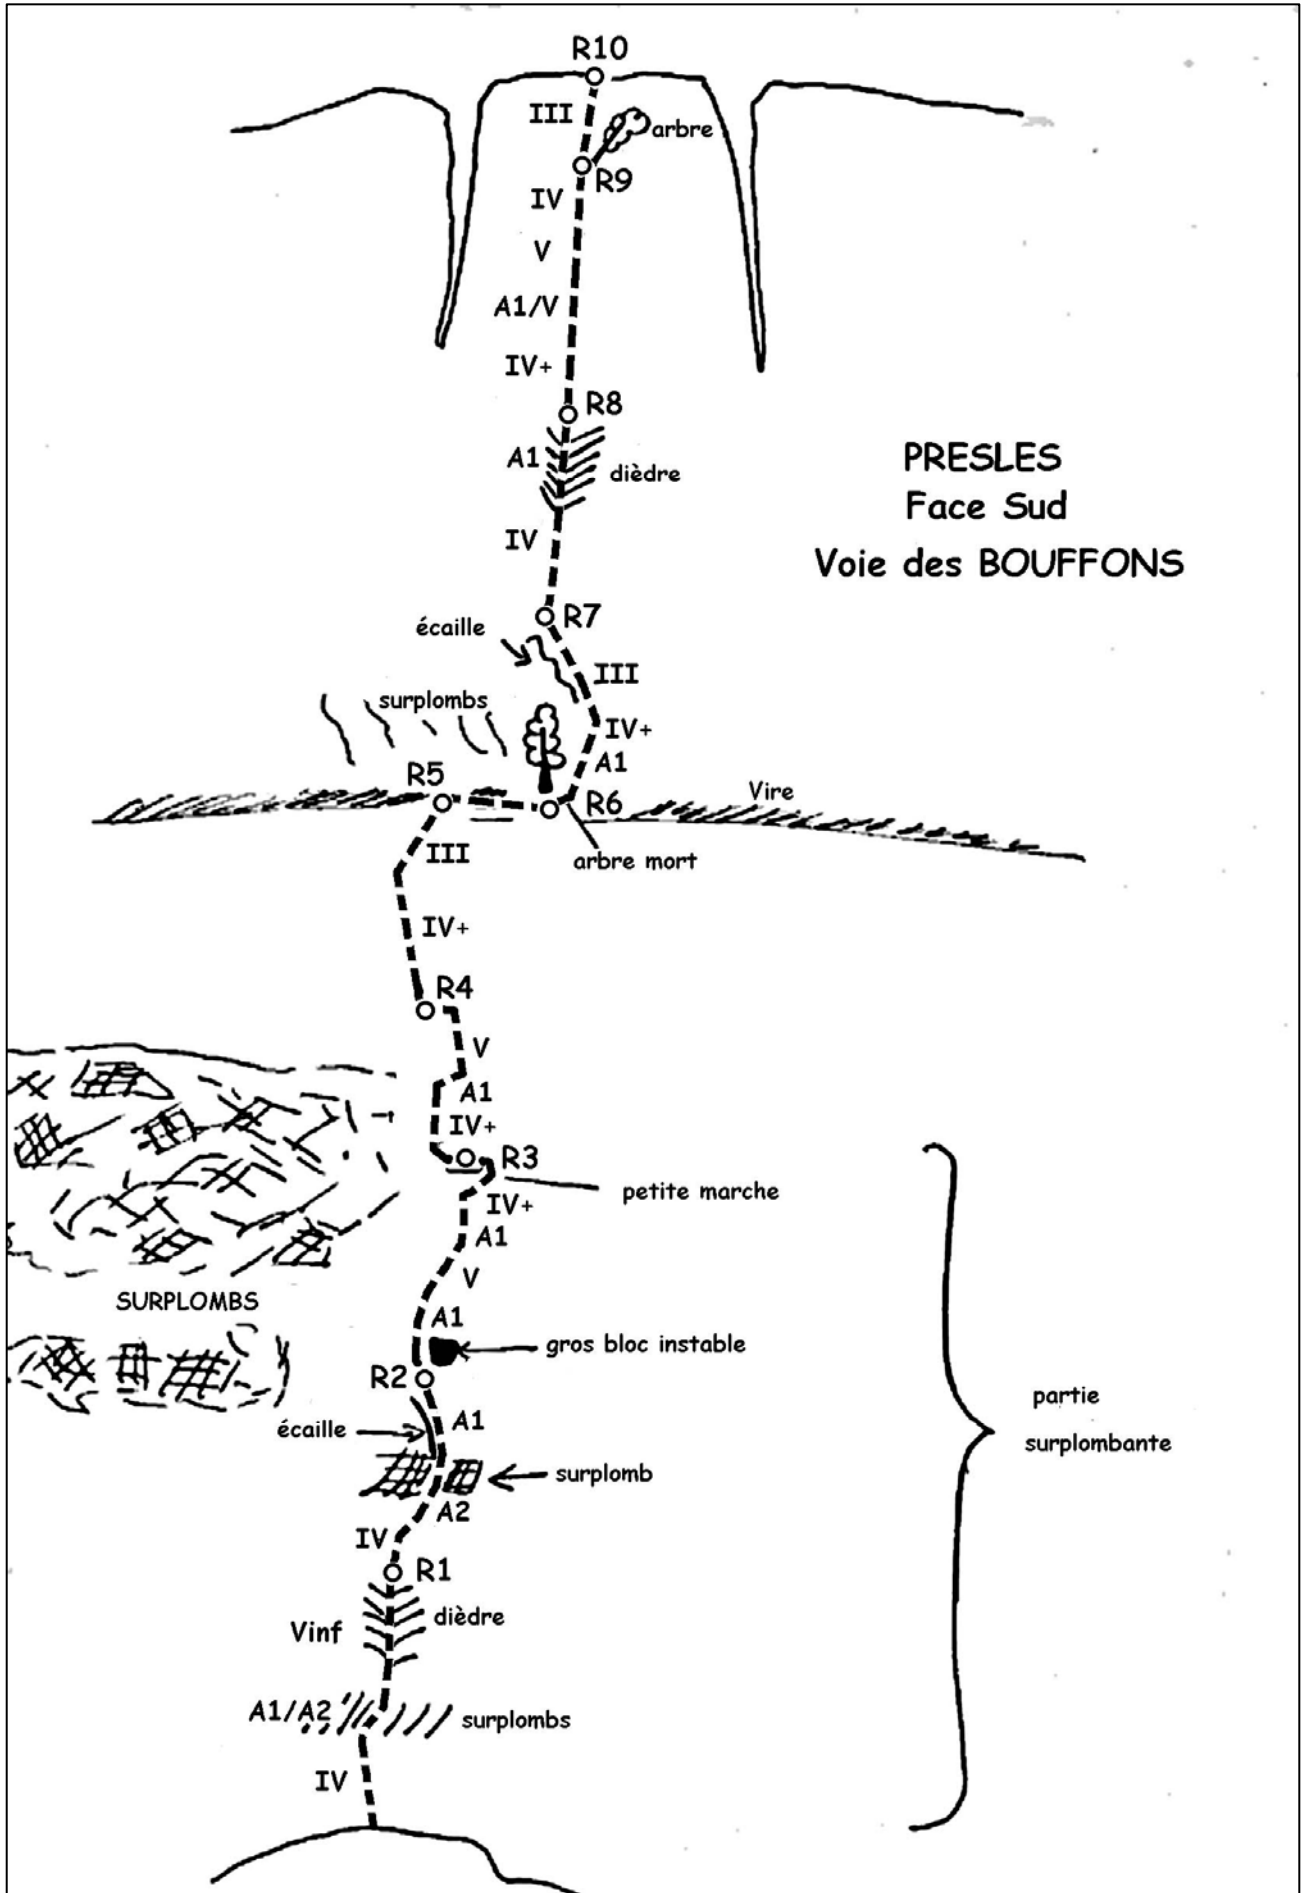 R10
III
arbre
R9
IV
V
A1/V
IV+
R8
A1
dièdre
IV
PRESLES
Face Sud
Voie des BOUFFONS
R7
écaille
III
surplombs
IV+
A1
R5
R6
Vire
arbre mort
III
IV+
R4
V
A1
IV+
R3
petite marche
IV+
A1
V
SURPLOMBS
A1
gros bloc instable
R2
partie
surplombante
A1
écaille
surplomb
A2
IV
R1
dièdre
Vinf
A1/A2
surplombs
IV